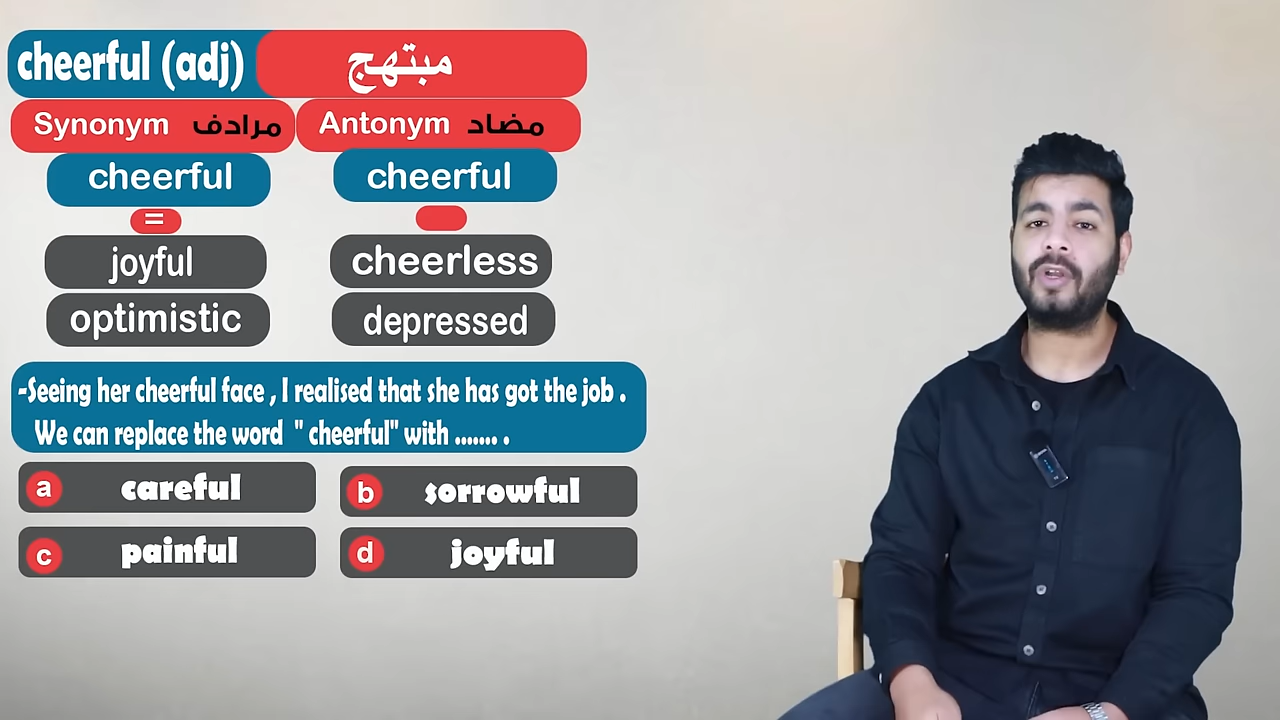 cheerful (adj) مبتهج
Synonym مرادف Antonym مضاد
cheerful cheerful
=
joyful cheerless
optimistic depressed
-Seeing her cheerful face , I realised that she has got the job .
We can replace the word " cheerful" with ....... .
a careful b sorrowful
c painful d joyful